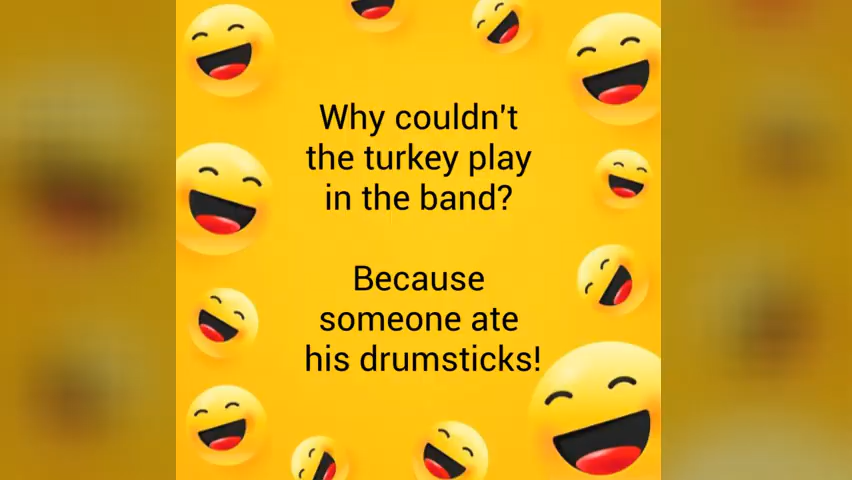 Why couldn't
the turkey play
in the band?
Because
someone ate
his drumsticks!